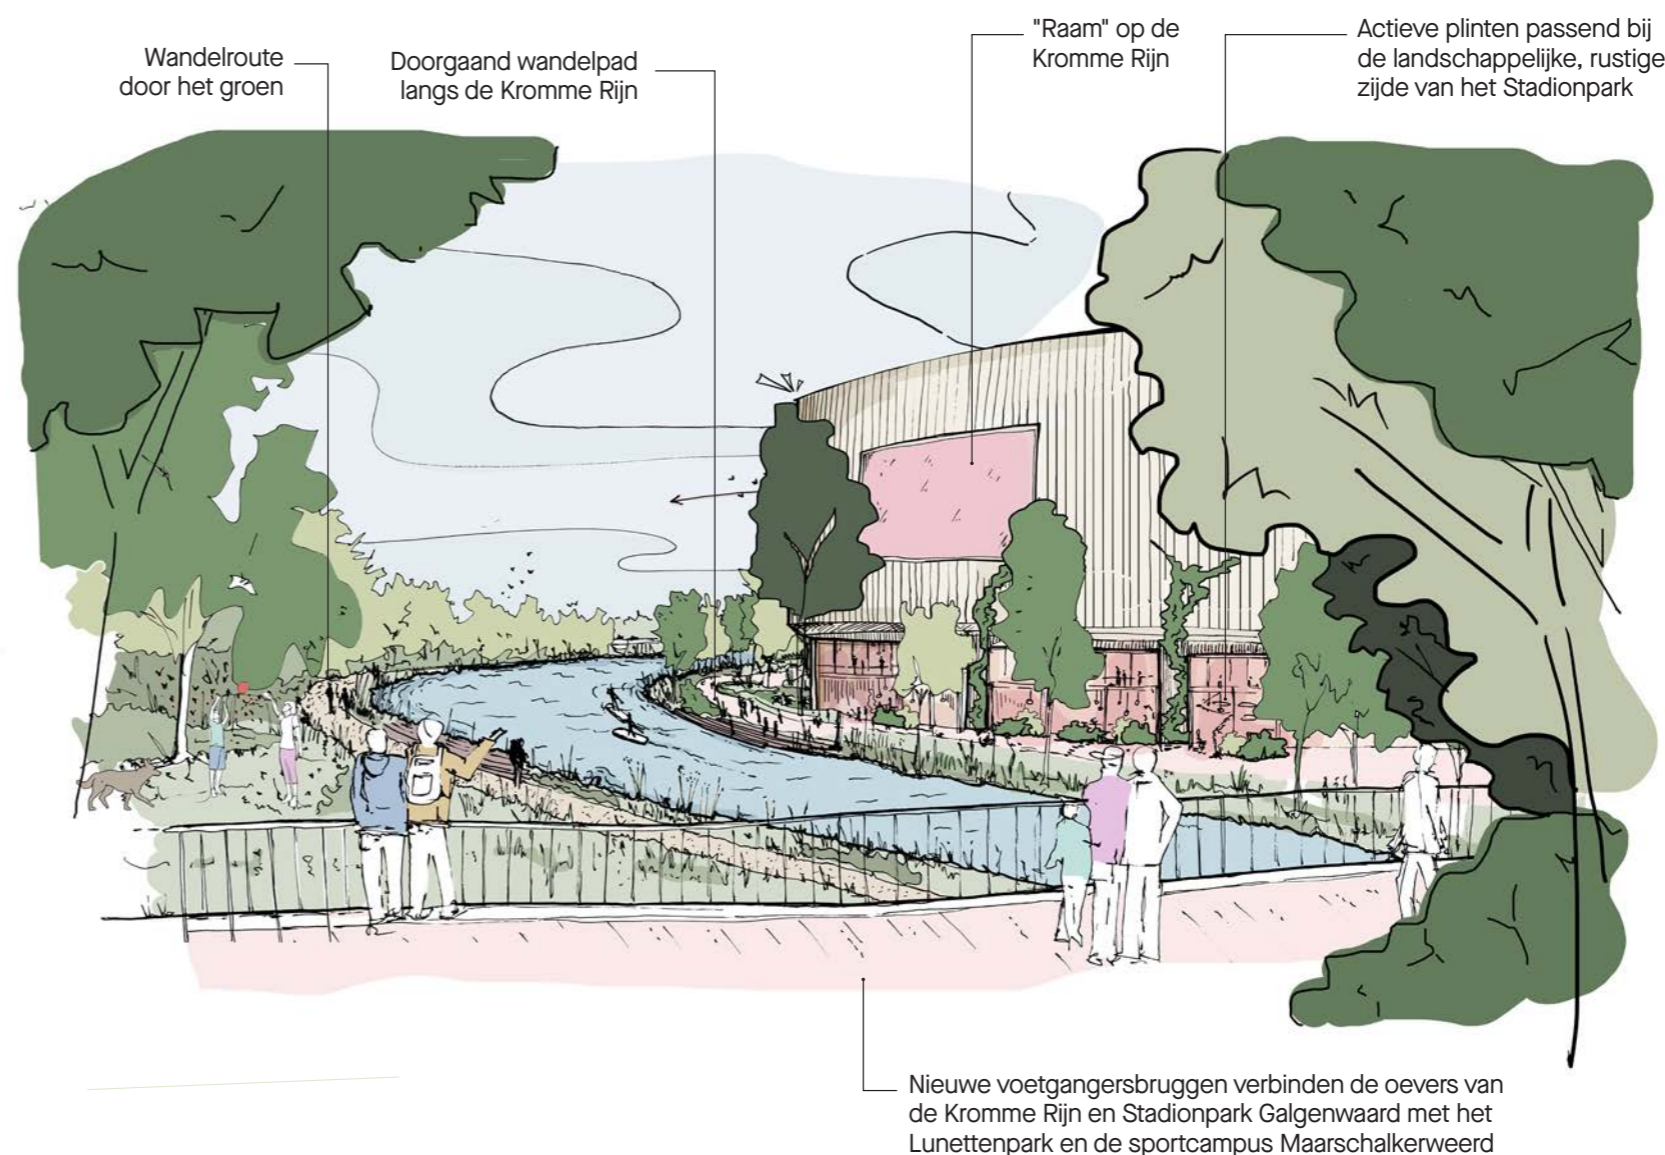 Wandelroute
door het groen
Doorgaand wandelpad
langs de Kromme Rijn
"Raam" op de
Kromme Rijn
Actieve plinten passend bij
de landschappelijke, rustige
zijde van het Stadionpark
Nieuwe voetgangersbruggen verbinden de oevers van
de Kromme Rijn en Stadionpark Galgenwaard met het
Lunettenpark en de sportcampus Maarschalkerweerd